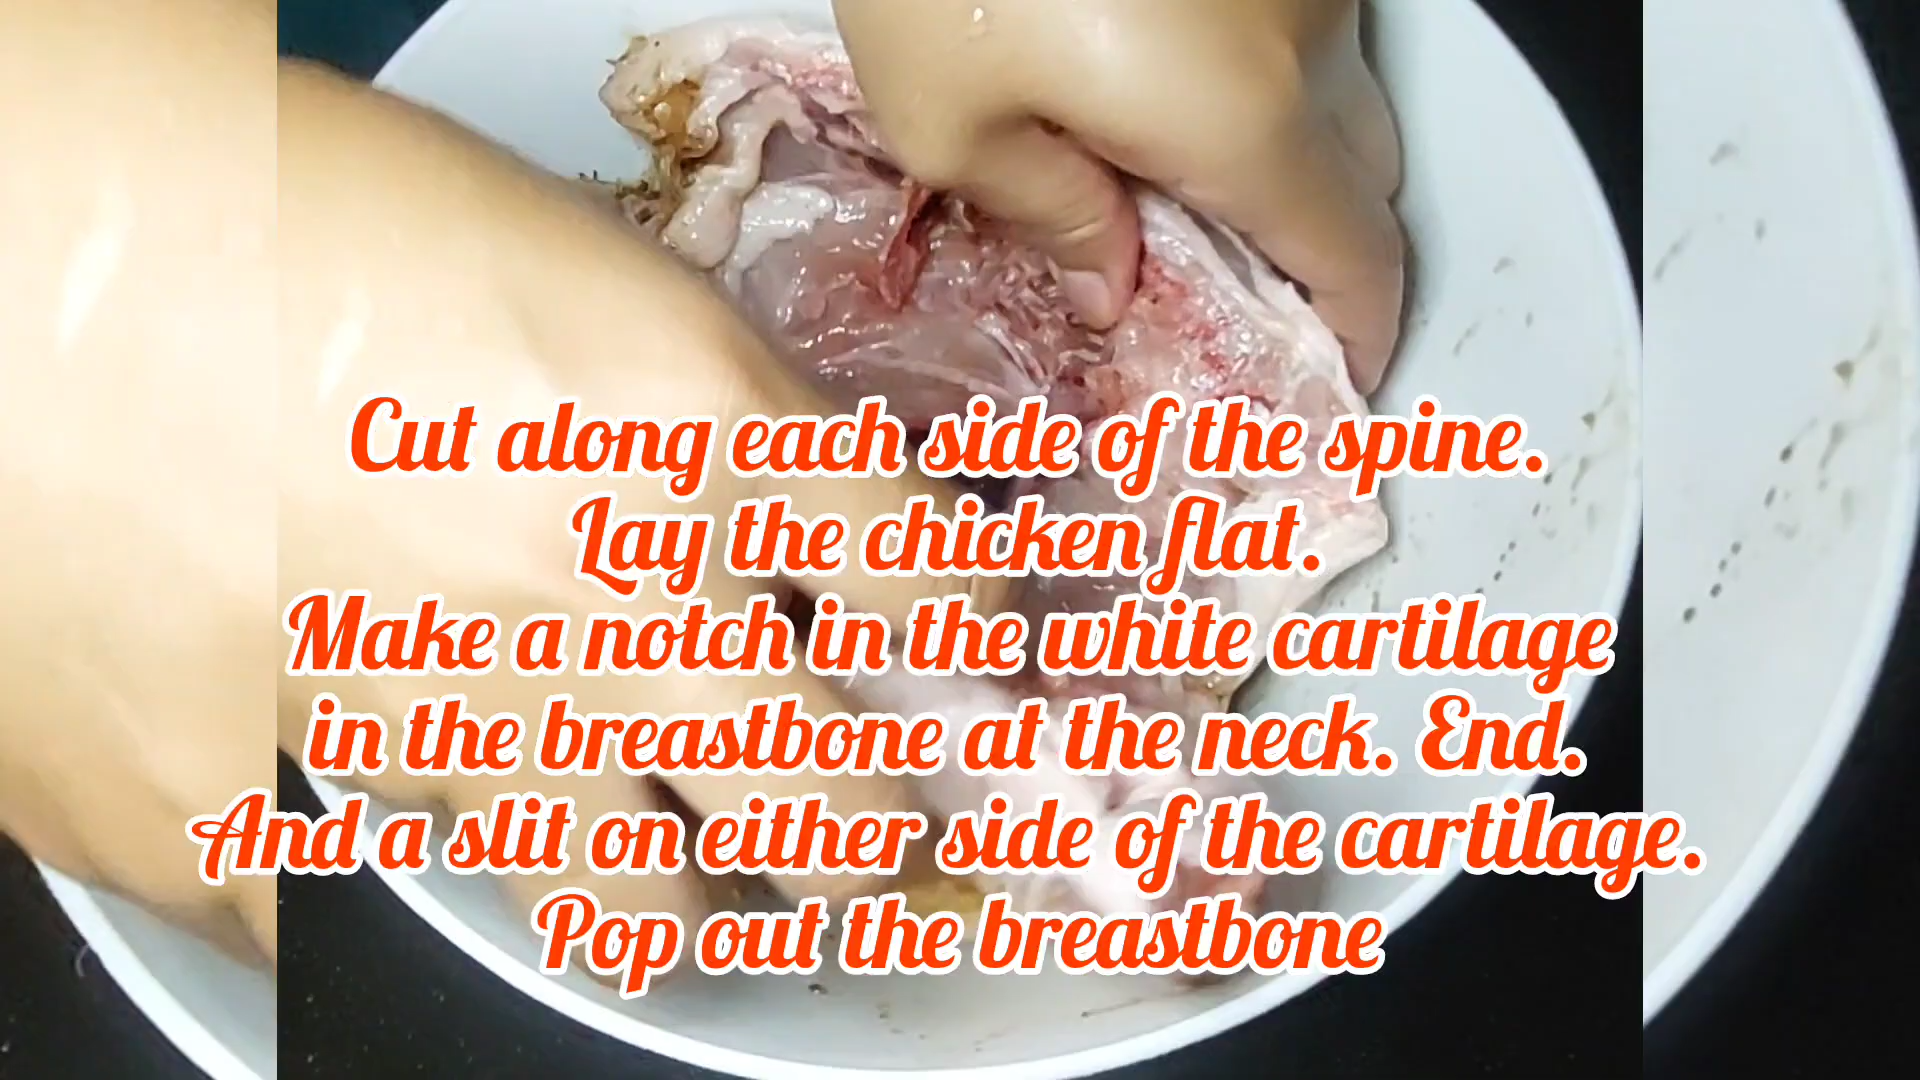 Cut along each side of the spine.
Lay the chicken flat.
Make a notch in the white cartilage
in the breastbone at the neck. End.
And a slit on either side of the cartilage.
Pop out the breastbone